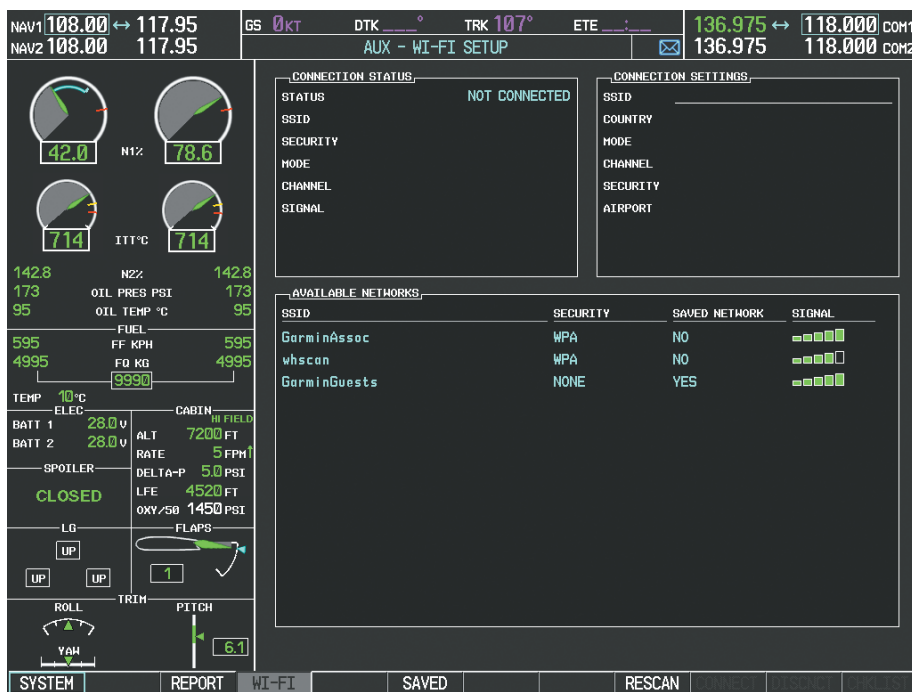 NAV1 108.00 ↔ 117.95 GS 0KT DTK ___° TRK 107° ETE __:__ 136.975 ↔ 118.000 COM1
NAV2 108.00 117.95 AUX - WI-FI SETUP 136.975 118.000 COM2
CONNECTION STATUS
STATUS NOT CONNECTED
SSID
SECURITY
MODE
CHANNEL
SIGNAL
CONNECTION SETTINGS
SSID
COUNTRY
MODE
CHANNEL
SECURITY
AIRPORT
42.0 N1% 78.6
714 ITT°C 714
142.8 N2% 142.8
173 OIL PRES PSI 173
95 OIL TEMP °C 95
FUEL
595 FF KPH 595
4995 FQ KG 4995
9990
TEMP 10°C
ELEC
BATT 1 28.0 V
BATT 2 28.0 V
CABIN
HI FIELD
ALT 7200 FT
RATE 5 FPM↑
DELTA-P 5.0 PSI
LFE 4520 FT
OXY/50 1450 PSI
SPOILER
CLOSED
LG
UP
UP UP
FLAPS
1
TRIM
ROLL PITCH
6.1
YAW
AVAILABLE NETWORKS
SSID SECURITY SAVED NETWORK SIGNAL
GarminAssoc WPA NO
whscan WPA NO
GarminGuests NONE YES
SYSTEM REPORT WI-FI SAVED RESCAN CONNECT DISCNCT CHKLIST